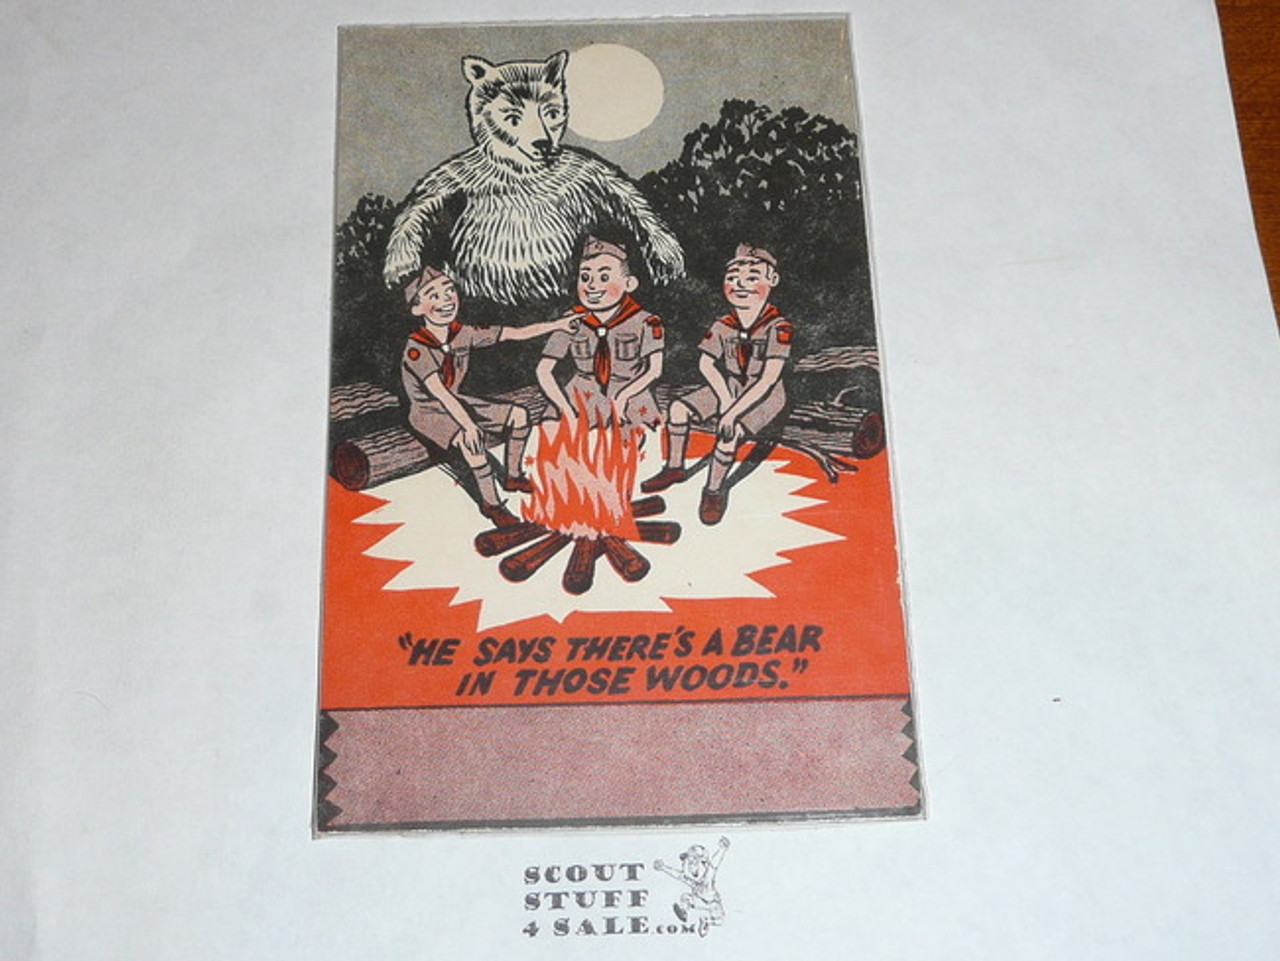 "HE SAYS THERE'S A BEAR
IN THOSE WOODS."
SCOUT
STUFF
4 SALE.COM